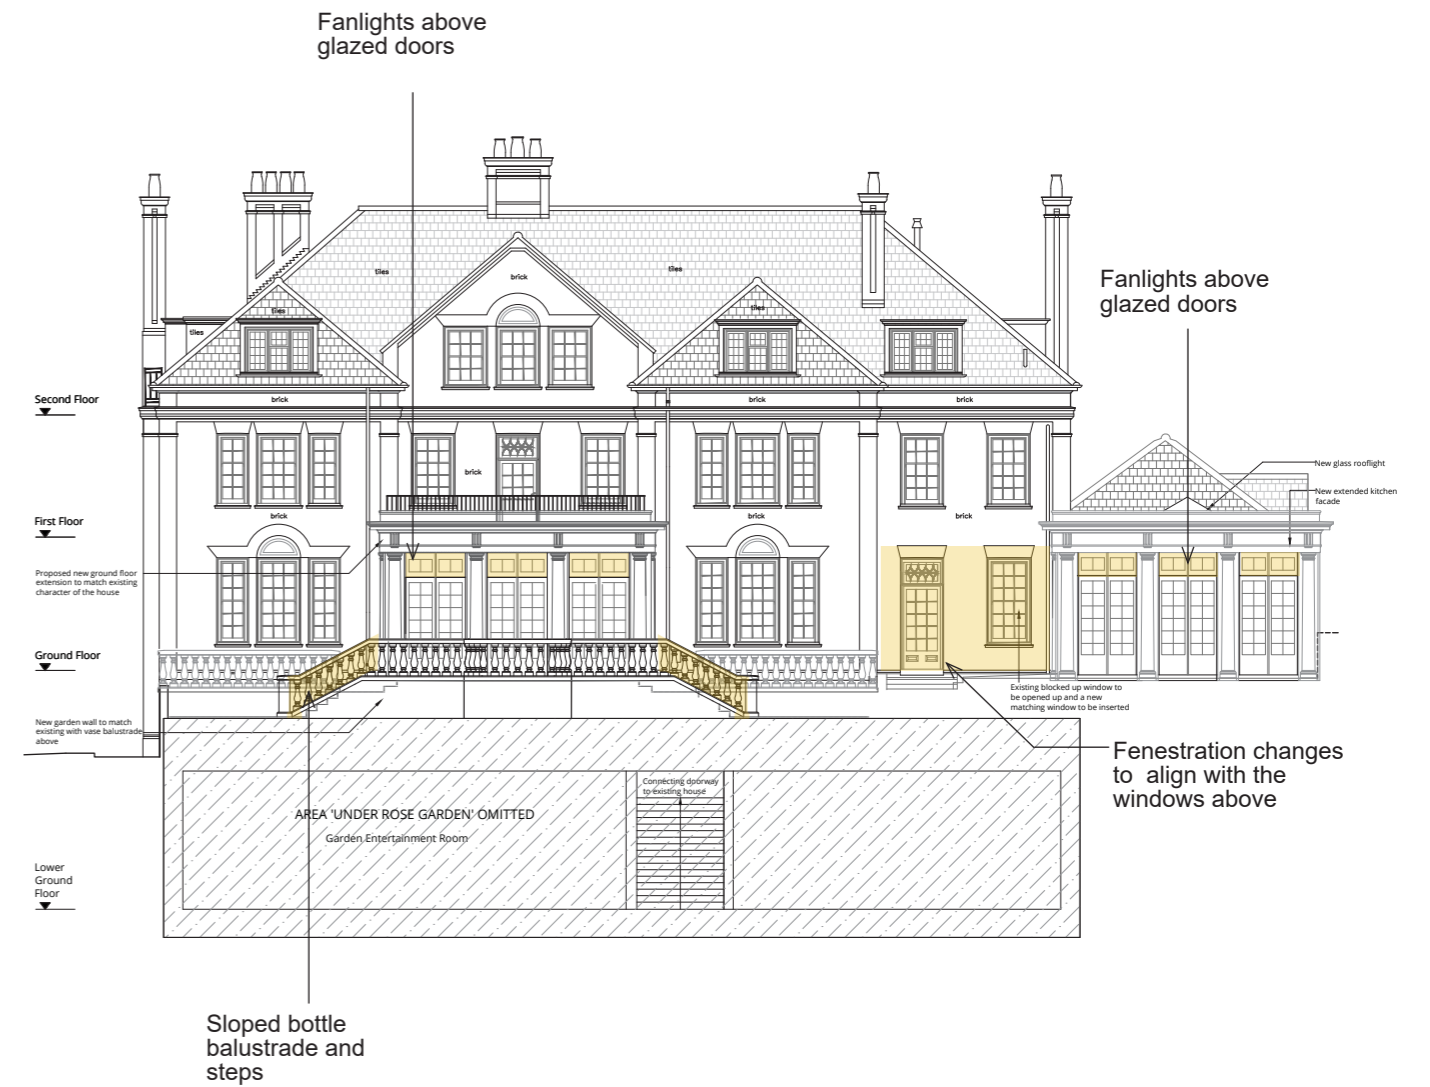 Fanlights above
glazed doors
Fanlights above
glazed doors
tiles
tiles
brick
tiles
tiles
tiles
Second Floor
brick
brick
brick
New glass rooflight
brick
New extended kitchen
facade
First Floor
brick
brick
brick
Proposed new ground floor
extension to match existing
character of the house
Ground Floor
Existing blocked up window to
be opened up and a new
matching window to be inserted
New garden wall to match
existing with vase balustrade
above
Fenestration changes
to align with the
windows above
Connecting doorway
to existing house
AREA 'UNDER ROSE GARDEN' OMITTED
Garden Entertainment Room
Lower
Ground
Floor
Sloped bottle
balustrade and
steps